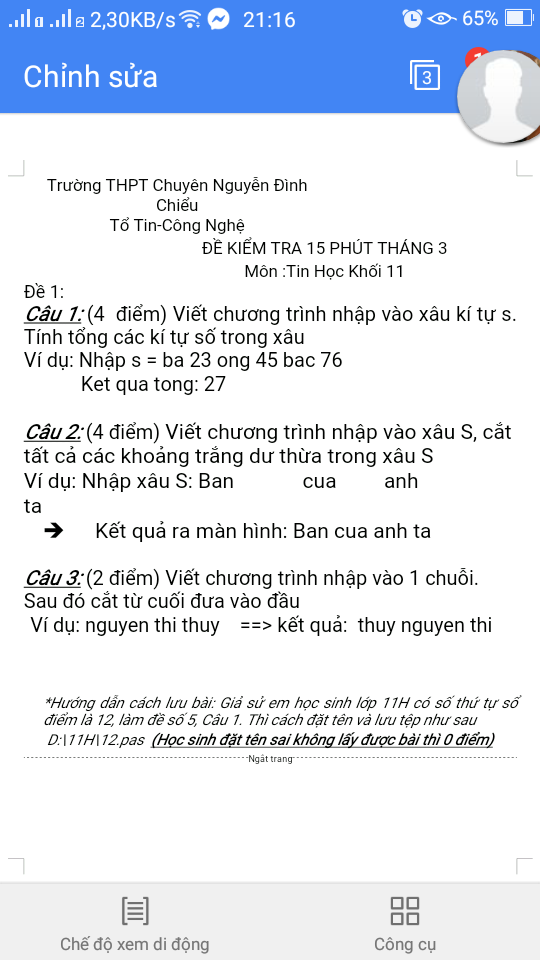 2,30KB/s 21:16 65%
Chỉnh sửa 3
Trường THPT Chuyên Nguyễn Đình
Chiểu
Tổ Tin-Công Nghệ
ĐỀ KIỂM TRA 15 PHÚT THÁNG 3
Môn :Tin Học Khối 11
Đề 1:
Câu 1: (4 điểm) Viết chương trình nhập vào xâu kí tự s.
Tính tổng các kí tự số trong xâu
Ví dụ: Nhập s = ba 23 ong 45 bac 76
Ket qua tong: 27
Câu 2: (4 điểm) Viết chương trình nhập vào xâu S, cắt
tất cả các khoảng trắng dư thừa trong xâu S
Ví dụ: Nhập xâu S: Ban cua anh
ta
➔ Kết quả ra màn hình: Ban cua anh ta
Câu 3: (2 điểm) Viết chương trình nhập vào 1 chuỗi.
Sau đó cắt từ cuối đưa vào đầu
Ví dụ: nguyen thi thuy ==> kết quả: thuy nguyen thi
*Hướng dẫn cách lưu bài: Giả sử em học sinh lớp 11H có số thứ tự sổ
điểm là 12, làm đề số 5, Câu 1. Thì cách đặt tên và lưu tệp như sau
D:\11H\12.pas (Học sinh đặt tên sai không lấy được bài thì 0 điểm)
Ngắt trang
Chế độ xem di động
Công cụ